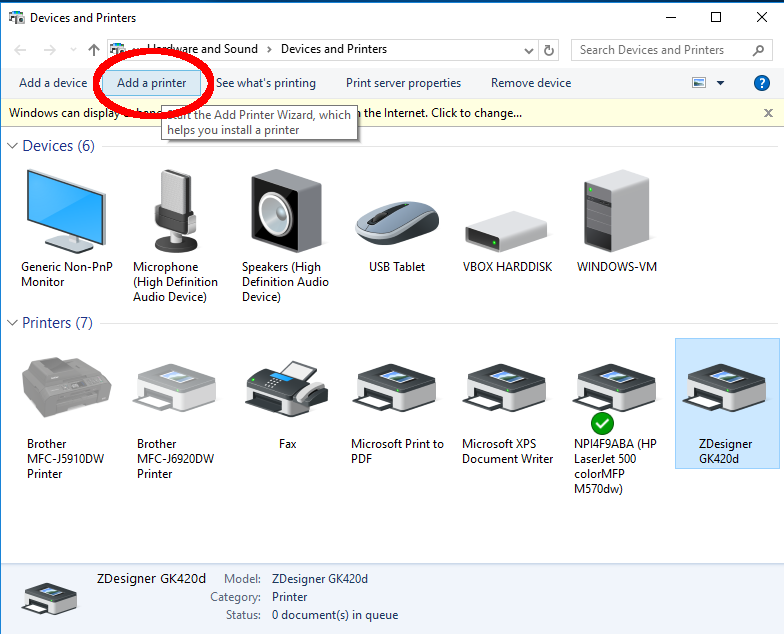 Devices and Printers
Hardware and Sound > Devices and Printers
Search Devices and Printers
Add a device Add a printer See what's printing Print server properties Remove device
Windows can display the Internet. Click to change...
the Add Printer Wizard, which
helps you install a printer
Devices (6)
Generic Non-PnP
Monitor
Microphone
(High Definition
Audio Device)
Speakers (High
Definition Audio
Device)
USB Tablet
VBOX HARDDISK
WINDOWS-VM
Printers (7)
Brother
MFC-J5910DW
Printer
Brother
MFC-J6920DW
Printer
Fax
Microsoft Print to
PDF
Microsoft XPS
Document Writer
NPI4F9ABA (HP
LaserJet 500
colorMFP
M570dw)
ZDesigner
GK420d
ZDesigner GK420d Model: ZDesigner GK420d
Category: Printer
Status: 0 document(s) in queue